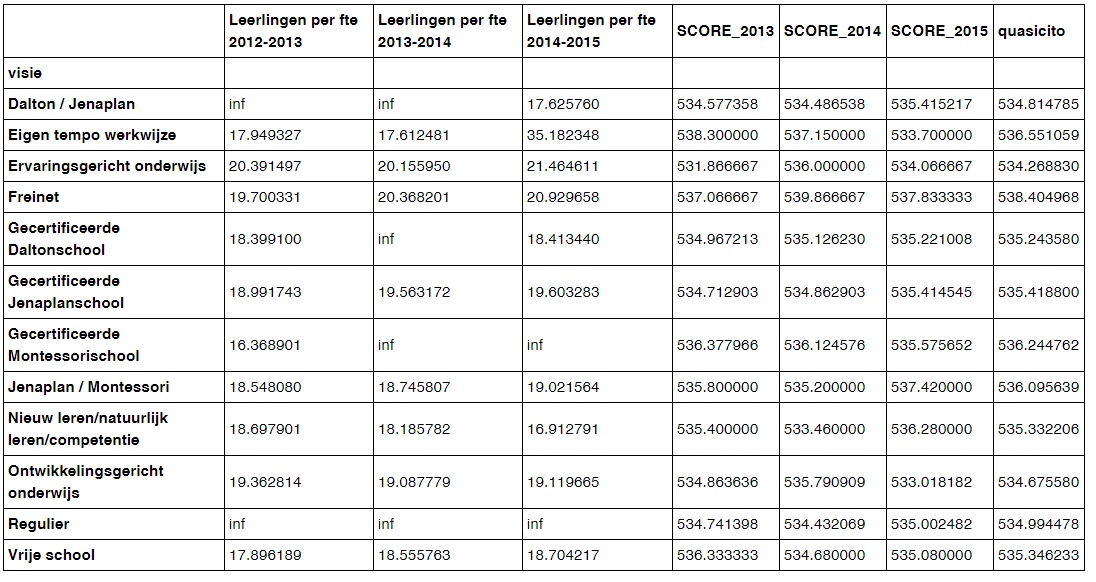 Leerlingen per fte 2012-2013 Leerlingen per fte 2013-2014 Leerlingen per fte 2014-2015 SCORE_2013 SCORE_2014 SCORE_2015 quasicito
visie
Dalton / Jenaplan inf inf 17.625760 534.577358 534.486538 535.415217 534.814785
Eigen tempo werkwijze 17.949327 17.612481 35.182348 538.300000 537.150000 533.700000 536.551059
Ervaringsgericht onderwijs 20.391497 20.155950 21.464611 531.866667 536.000000 534.066667 534.268830
Freinet 19.700331 20.368201 20.929658 537.066667 539.866667 537.833333 538.404968
Gecertificeerde Daltonschool 18.399100 inf 18.413440 534.967213 535.126230 535.221008 535.243580
Gecertificeerde Jenaplanschool 18.991743 19.563172 19.603283 534.712903 534.862903 535.414545 535.418800
Gecertificeerde Montessorischool 16.368901 inf inf 536.377966 536.124576 535.575652 536.244762
Jenaplan / Montessori 18.548080 18.745807 19.021564 535.800000 535.200000 537.420000 536.095639
Nieuw leren/natuurlijk leren/competentie 18.697901 18.185782 16.912791 535.400000 533.460000 536.280000 535.332206
Ontwikkelingsgericht onderwijs 19.362814 19.087779 19.119665 534.863636 535.790909 533.018182 534.675580
Regulier inf inf inf 534.741398 534.432069 535.002482 534.994478
Vrije school 17.896189 18.555763 18.704217 536.333333 534.680000 535.080000 535.346233